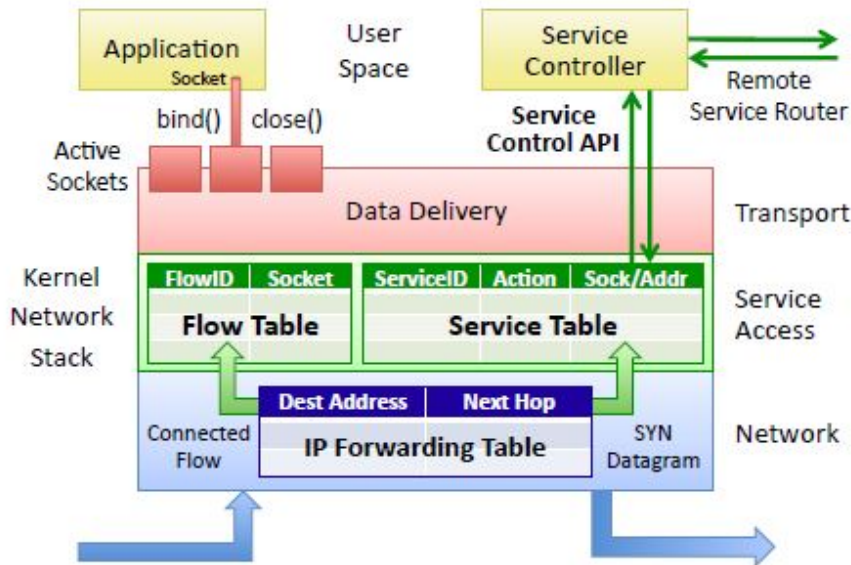 Application
Socket
User
Space
Service
Controller
Remote
Service Router
bind()
close()
Service
Control API
Active
Sockets
Data Delivery
Transport
Kernel
Network
Stack
FlowID Socket
Flow Table
ServiceID Action Sock/Addr
Service Table
Service
Access
Dest Address Next Hop
IP Forwarding Table
Connected
Flow
SYN
Datagram
Network